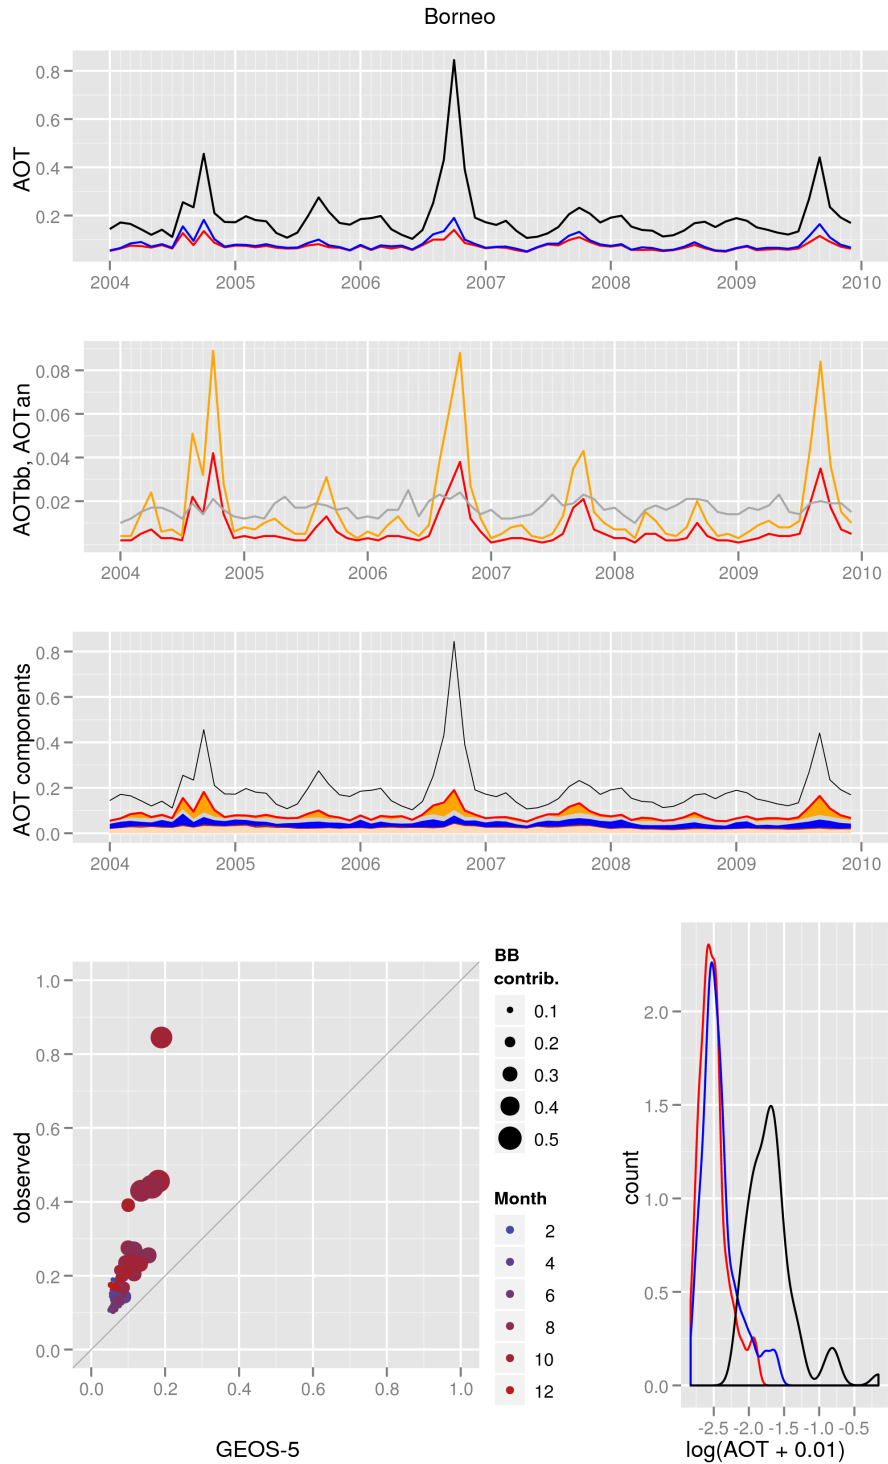 Borneo
AOT
0.8
0.6
0.4
0.2
2004 2005 2006 2007 2008 2009 2010
AOTbb, AOTan
0.08
0.06
0.04
0.02
2004 2005 2006 2007 2008 2009 2010
AOT components
0.8
0.6
0.4
0.2
0.0
2004 2005 2006 2007 2008 2009 2010
observed
1.0
0.8
0.6
0.4
0.2
0.0
0.0 0.2 0.4 0.6 0.8 1.0
GEOS-5
BB
contrib.
0.1
0.2
0.3
0.4
0.5
Month
2
4
6
8
10
12
count
2.0
1.5
1.0
0.5
0.0
-2.5 -2.0 -1.5 -1.0 -0.5
log(AOT + 0.01)